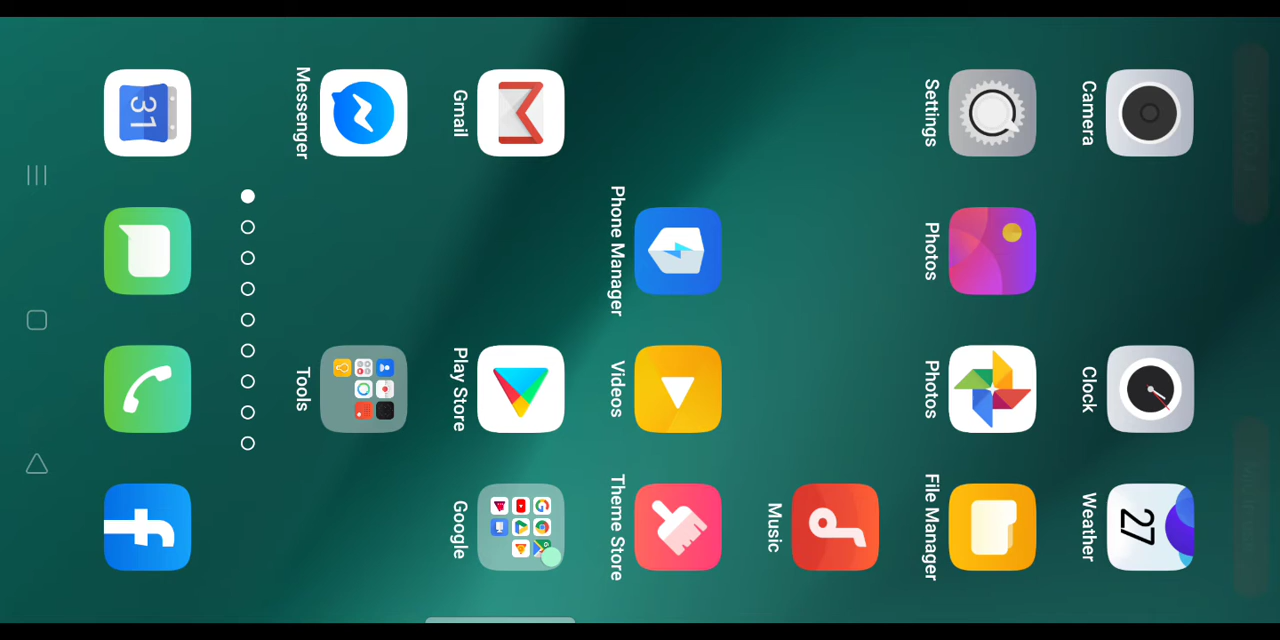 27
Camera Clock Weather
Settings Photos Photos File Manager
Music
Phone Manager Videos Theme Store
Gmail Play Store Google
Messenger Tools
31